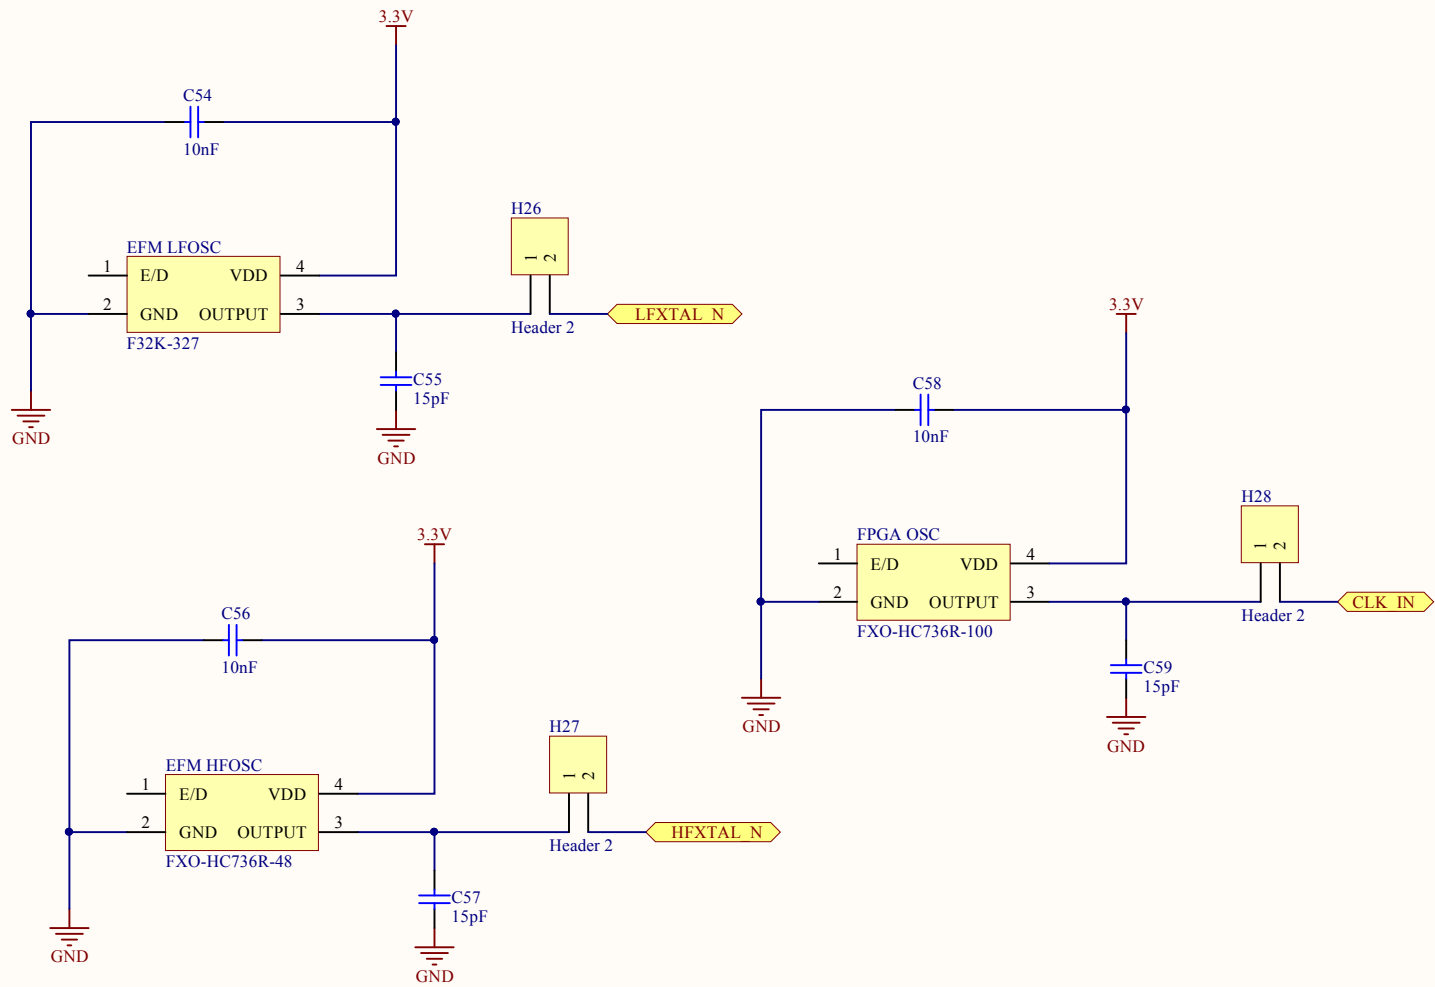 3.3V
C54
10nF
EFM LFOSC
1 E/D VDD 4
2 GND OUTPUT 3
F32K-327
H26
1 2
Header 2
LFXTAL_N
C55
15pF
GND
GND
3.3V
C56
10nF
EFM HFOSC
1 E/D VDD 4
2 GND OUTPUT 3
FXO-HC736R-48
H27
1 2
Header 2
HFXTAL_N
C57
15pF
GND
GND
3.3V
C58
10nF
FPGA OSC
1 E/D VDD 4
2 GND OUTPUT 3
FXO-HC736R-100
H28
1 2
Header 2
CLK_IN
C59
15pF
GND
GND